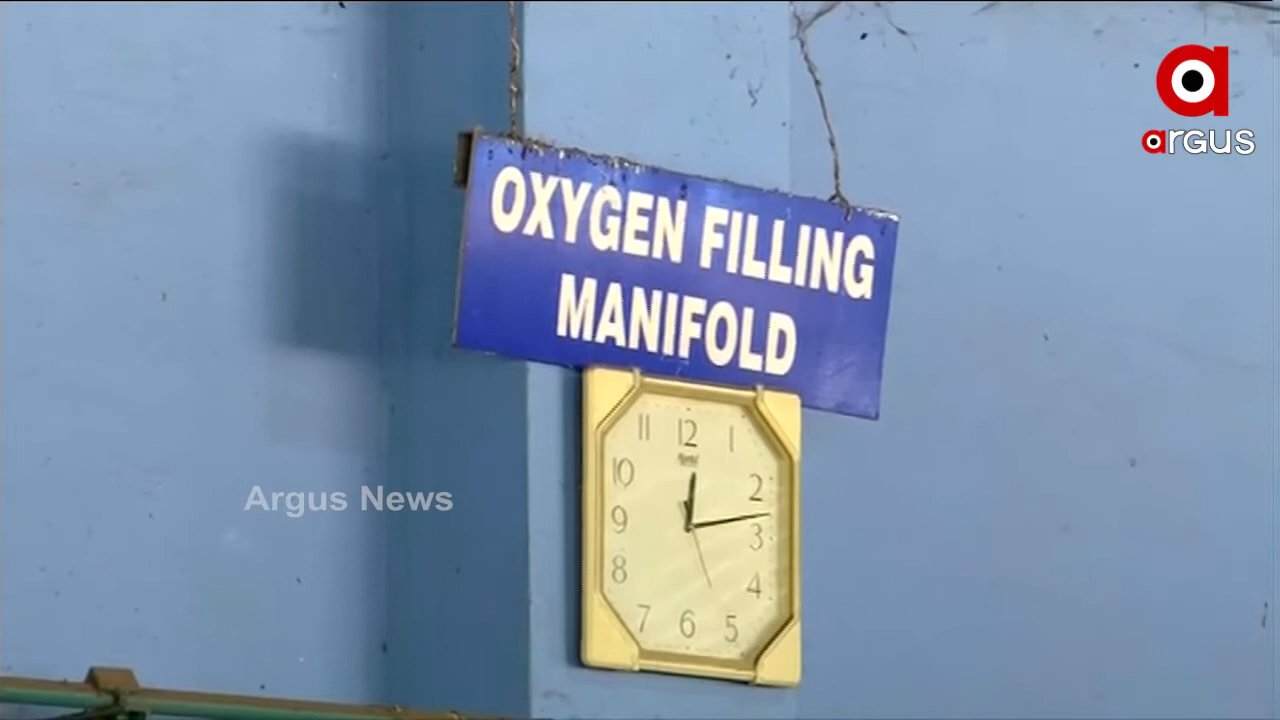 argus
OXYGEN FILLING
MANIFOLD
11 12 1
10 2
Argus News
9 3
8 4
7 6 5